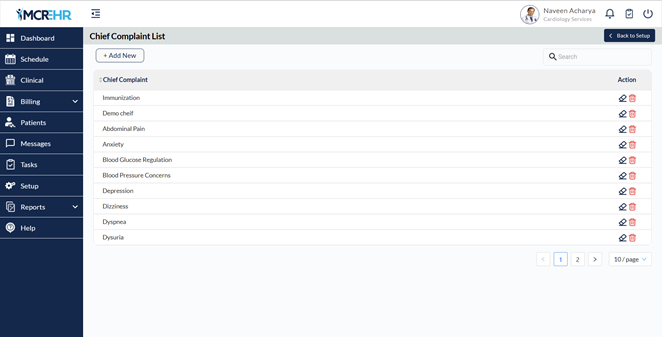 MCREHR
Naveen Acharya
Cardiology Services
Dashboard
Schedule
Clinical
Billing
Patients
Messages
Tasks
Setup
Reports
Help
Chief Complaint List
Back to Setup
+ Add New
Search
Chief Complaint
Action
Immunization
Demo cheif
Abdominal Pain
Anxiety
Blood Glucose Regulation
Blood Pressure Concerns
Depression
Dizziness
Dyspnea
Dysuria
1
2
10 / page